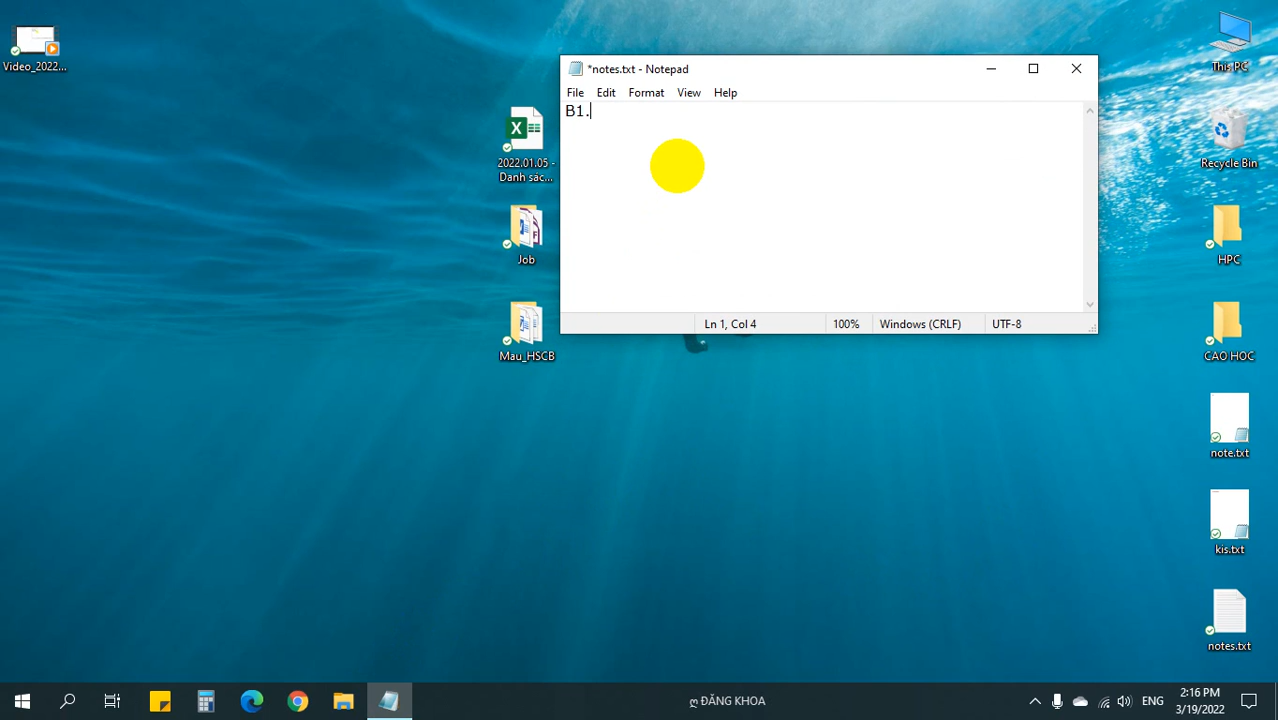 Video_2022...
2022.01.05 -
Danh sác...
Job
Mau_HSCB
*notes.txt - Notepad
File Edit Format View Help
B1.
Ln 1, Col 4 100% Windows (CRLF) UTF-8
This PC
Recycle Bin
HPC
CAO HOC
note.txt
kis.txt
notes.txt
ღ ĐĂNG KHOA
ENG
2:16 PM
3/19/2022